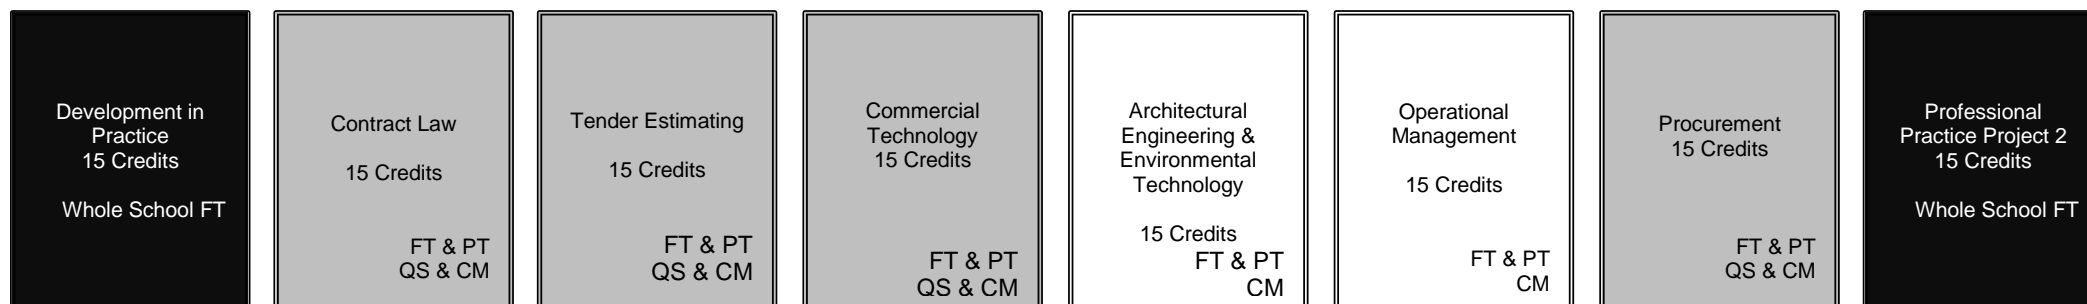 Development in
Practice
15 Credits
Whole School FT
Contract Law
15 Credits
FT & PT
QS & CM
Tender Estimating
15 Credits
FT & PT
QS & CM
Commercial
Technology
15 Credits
FT & PT
QS & CM
Architectural
Engineering &
Environmental
Technology
15 Credits
FT & PT
CM
Operational
Management
15 Credits
FT & PT
CM
Procurement
15 Credits
FT & PT
QS & CM
Professional
Practice Project 2
15 Credits
Whole School FT